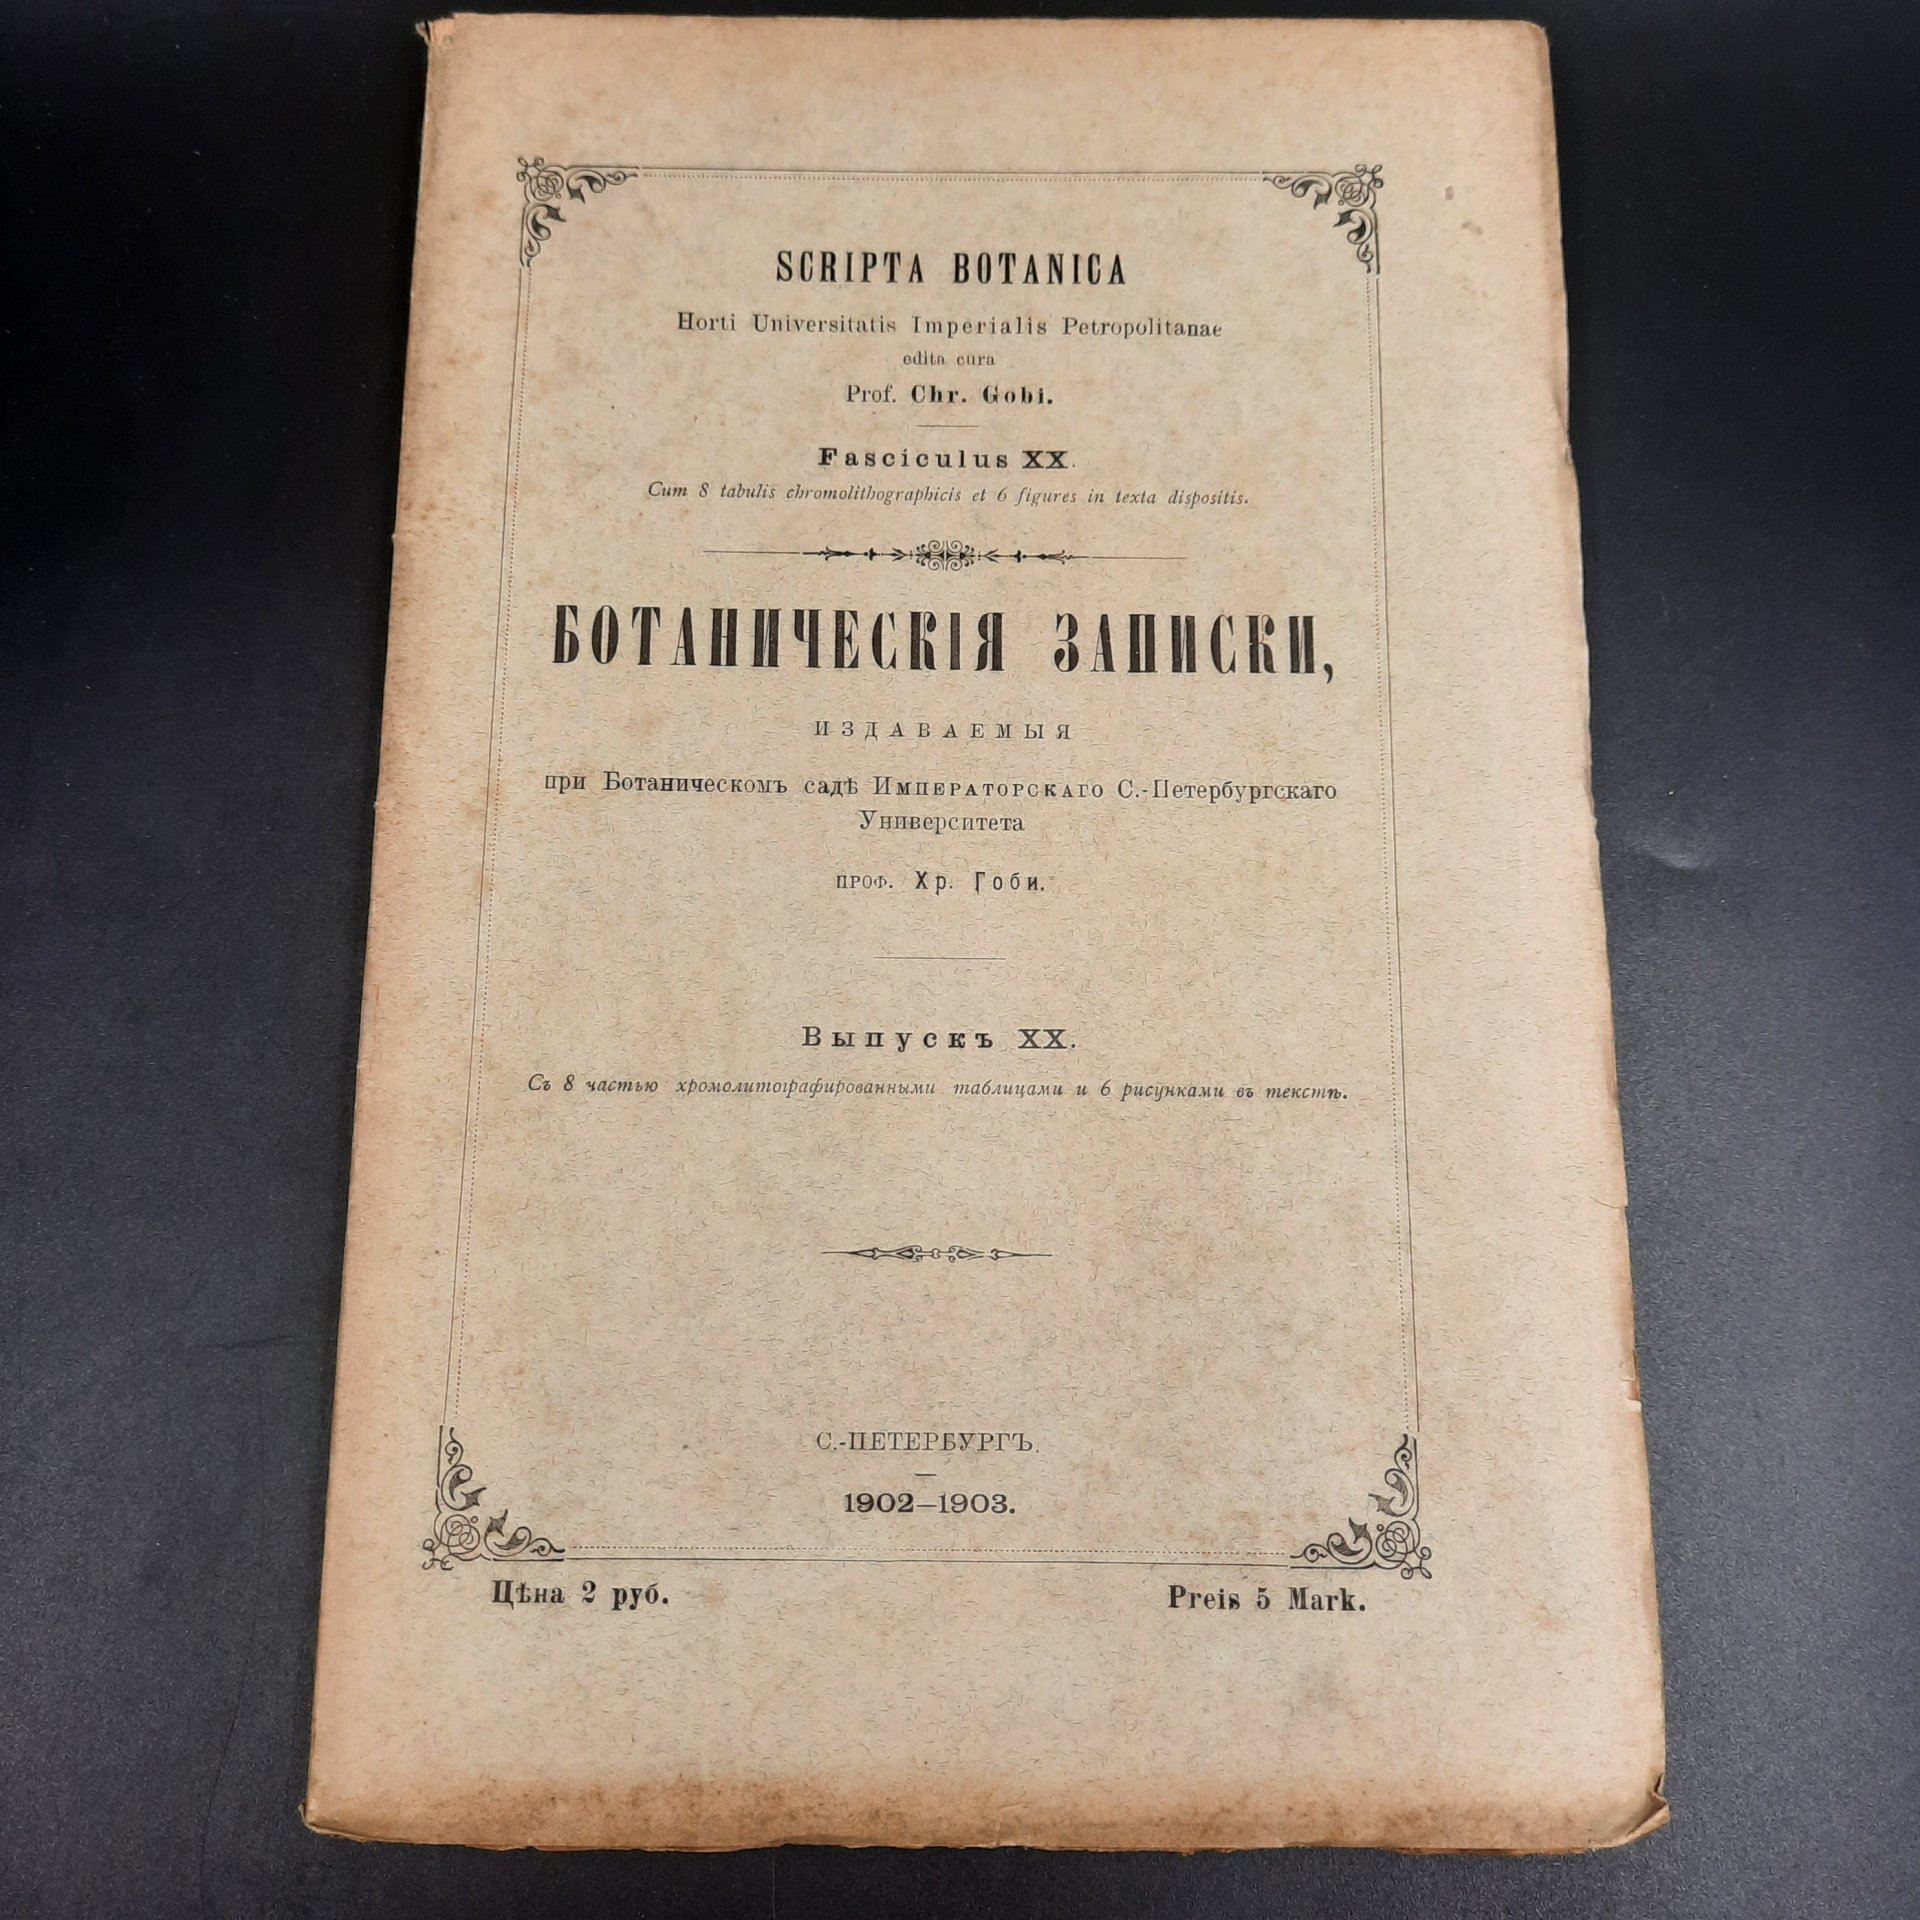 SCRIPTA BOTANICA
Horti Universitatis Imperialis Petropolitanae
edita cura
Prof. Chr. Gobi.
Fasciculus XX.
Cum 8 tabulis chromolithographicis et 6 figures in texta dispositis.
БОТАНИЧЕСКІЯ ЗАПИСКИ,
ИЗДАВАЕМЫЯ
при Ботаническомъ садѣ ИМПЕРАТОРСКАГО С.-Петербургскаго
Университета
ПРОФ. Хр. Гоби.
Выпускъ XX.
Съ 8 частью хромолитографированными таблицами и 6 рисунками въ текстѣ.
С.-ПЕТЕРБУРГЪ.
1902–1903.
Цѣна 2 руб.
Preis 5 Mark.